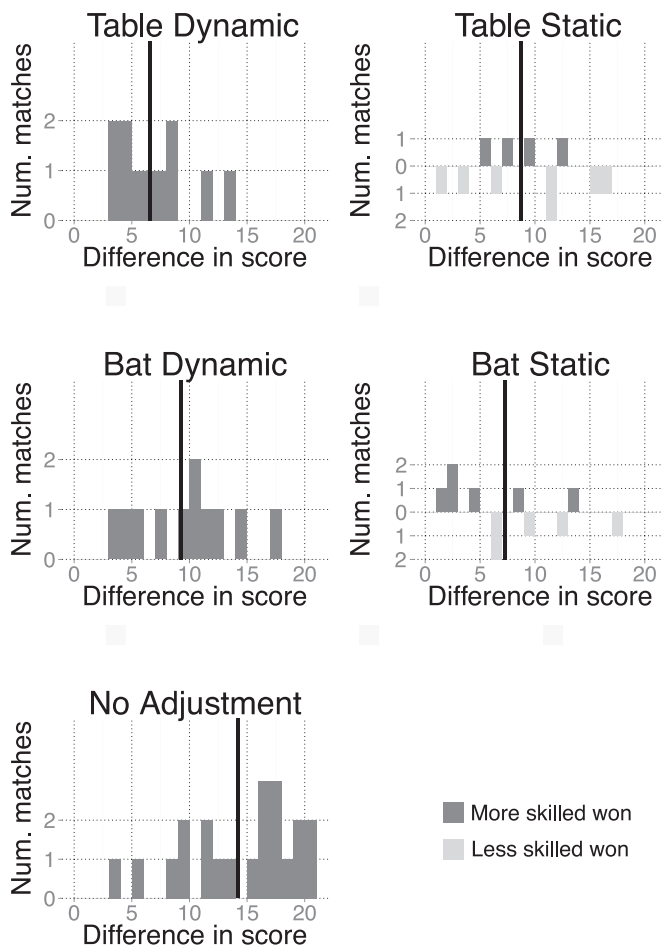 Table Dynamic
Num. matches
2
1
0
0 5 10 15 20
Difference in score
Table Static
Num. matches
1
0
1
2
0 5 10 15 20
Difference in score
Bat Dynamic
Num. matches
2
1
0
0 5 10 15 20
Difference in score
Bat Static
Num. matches
2
1
0
1
2
0 5 10 15 20
Difference in score
No Adjustment
Num. matches
2
1
0
0 5 10 15 20
Difference in score
More skilled won
Less skilled won